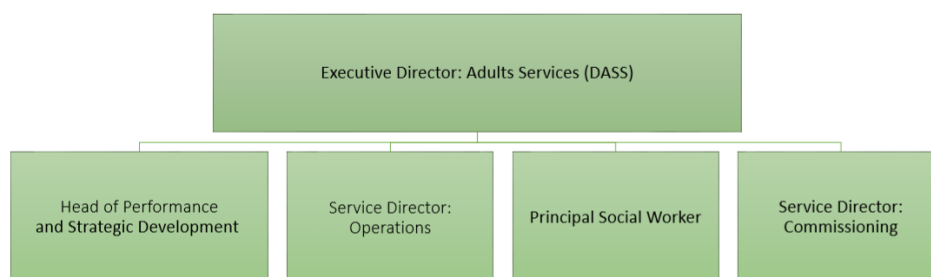 Executive Director: Adults Services (DASS)
Head of Performance
and Strategic Development
Service Director:
Operations
Principal Social Worker
Service Director:
Commissioning